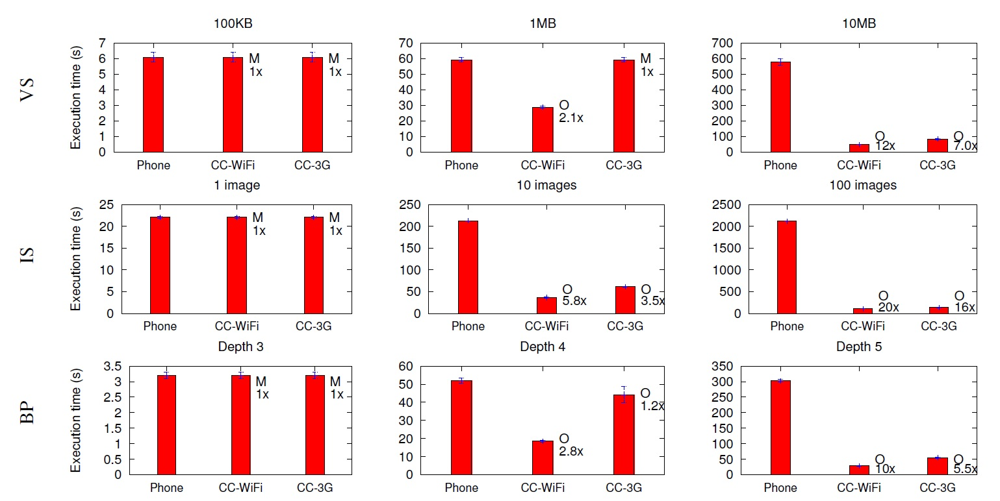 VS
100KB
Execution time (s)
7
6
5
4
3
2
1
0
M
1x
M
1x
Phone
CC-WiFi
CC-3G
1MB
70
60
50
40
30
20
10
0
O
2.1x
M
1x
Phone
CC-WiFi
CC-3G
10MB
700
600
500
400
300
200
100
0
O
12x
O
7.0x
Phone
CC-WiFi
CC-3G
IS
1 image
Execution time (s)
25
20
15
10
5
0
M
1x
M
1x
Phone
CC-WiFi
CC-3G
10 images
250
200
150
100
50
0
O
5.8x
O
3.5x
Phone
CC-WiFi
CC-3G
100 images
2500
2000
1500
1000
500
0
O
20x
O
16x
Phone
CC-WiFi
CC-3G
BP
Depth 3
Execution time (s)
3.5
3
2.5
2
1.5
1
0.5
0
M
1x
M
1x
Phone
CC-WiFi
CC-3G
Depth 4
60
50
40
30
20
10
0
O
2.8x
O
1.2x
Phone
CC-WiFi
CC-3G
Depth 5
350
300
250
200
150
100
50
0
O
10x
O
5.5x
Phone
CC-WiFi
CC-3G